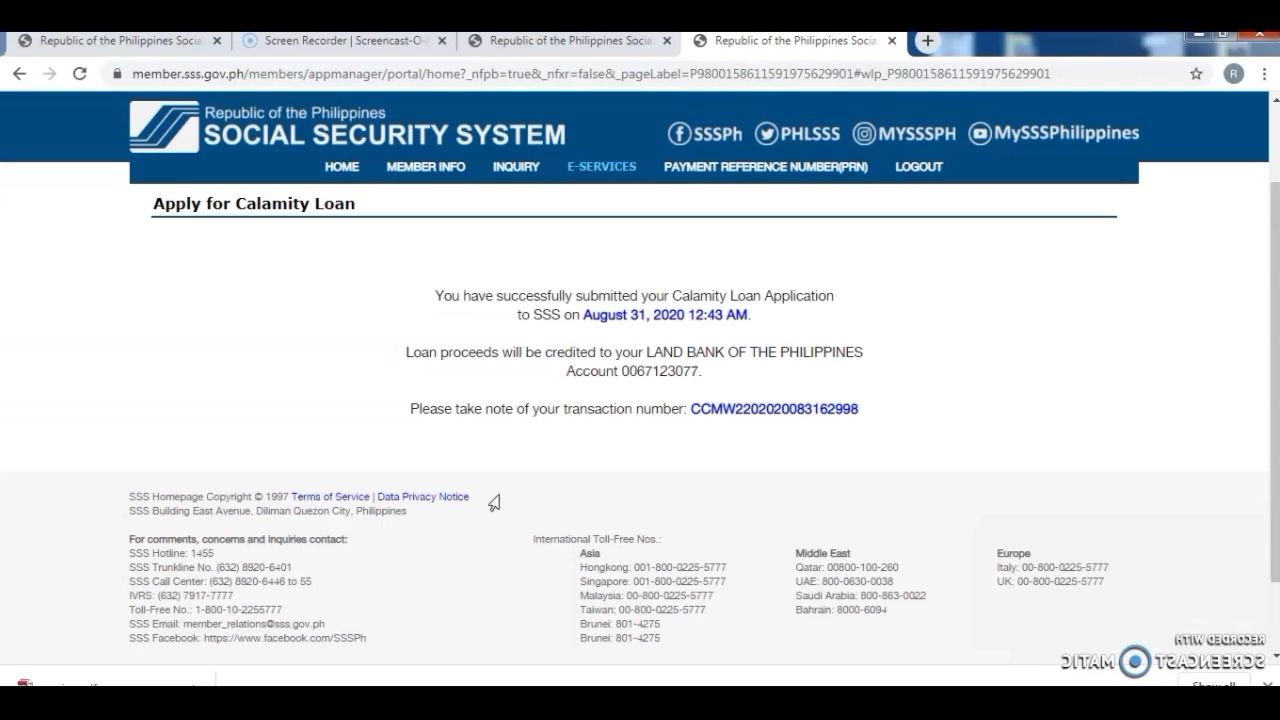 Republic of the Philippines Socia
Screen Recorder | Screencast-O-
Republic of the Philippines Socia
Republic of the Philippines Socia
member.sss.gov.ph/members/appmanager/portal/home?_nfpb=true&_nfxr=false&_pageLabel=P9800158611591975629901#wlp_P9800158611591975629901
R
Republic of the Philippines
SOCIAL SECURITY SYSTEM
SSSPh PHLSSS MYSSSPH MySSSPhilippines
HOME MEMBER INFO INQUIRY E-SERVICES PAYMENT REFERENCE NUMBER(PRN) LOGOUT
Apply for Calamity Loan
You have successfully submitted your Calamity Loan Application
to SSS on August 31, 2020 12:43 AM.
Loan proceeds will be credited to your LAND BANK OF THE PHILIPPINES
Account 0067123077.
Please take note of your transaction number: CCMW2202020083162998
SSS Homepage Copyright © 1997 Terms of Service | Data Privacy Notice
SSS Building East Avenue, Diliman Quezon City, Philippines
For comments, concerns and inquiries contact:
SSS Hotline: 1455
SSS Trunkline No. (632) 8920-6401
SSS Call Center: (632) 8920-6446 to 55
IVRS: (632) 7917-7777
Toll-Free No.: 1-800-10-2255777
SSS Email: member_relations@sss.gov.ph
SSS Facebook: https://www.facebook.com/SSSPh
International Toll-Free Nos.:
Asia
Hongkong: 001-800-0225-5777
Singapore: 001-800-0225-5777
Malaysia: 00-800-0225-5777
Taiwan: 00-800-0225-5777
Brunei: 801-4275
Brunei: 801-4275
Middle East
Qatar: 00800-100-260
UAE: 800-0630-0038
Saudi Arabia: 800-863-0022
Bahrain: 8000-6094
Europe
Italy: 00-800-0225-5777
UK: 00-800-0225-5777
RECORDED WITH
SCREENCAST MATIC
Show all